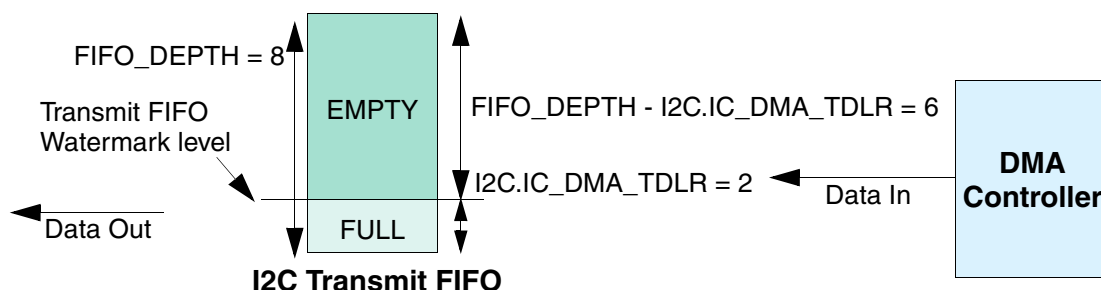 FIFO_DEPTH = 8
Transmit FIFO
Watermark level
EMPTY
FIFO_DEPTH - I2C.IC_DMA_TDLR = 6
I2C.IC_DMA_TDLR = 2
DMA
Controller
Data In
Data Out
FULL
I2C Transmit FIFO